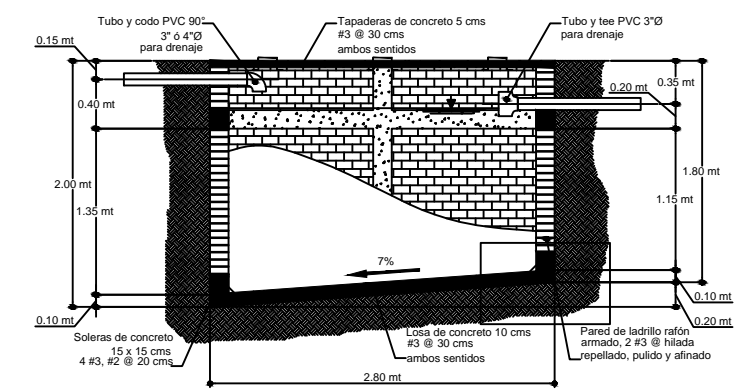 Tubo y codo PVC 90°
3" ó 4"Ø
para drenaje
Tapaderas de concreto 5 cms
#3 @ 30 cms
ambos sentidos
Tubo y tee PVC 3"Ø
para drenaje
0.15 mt
0.40 mt
2.00 mt
1.35 mt
0.10 mt
0.20 mt
0.35 mt
1.80 mt
1.15 mt
0.10 mt
0.20 mt
7%
Soleras de concreto
15 x 15 cms
4 #3, #2 @ 20 cms
Losa de concreto 10 cms
#3 @ 30 cms
ambos sentidos
Pared de ladrillo rafón
armado, 2 #3 @ hilada
repellado, pulido y afinado
2.80 mt